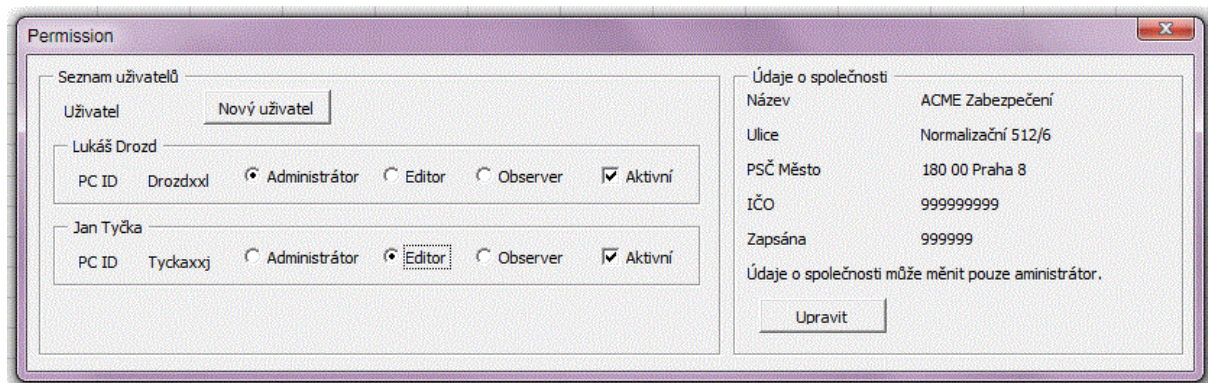 Permission
Seznam uživatelů
Uživatel Nový uživatel
Lukáš Drozd
PC ID Drozdxxl Administrátor Editor Observer Aktivní
Jan Tyčka
PC ID Tyckaxxj Administrátor Editor Observer Aktivní
Údaje o společnosti
Název ACME Zabezpečení
Ulice Normalizační 512/6
PSČ Město 180 00 Praha 8
IČO 999999999
Zapsána 999999
Údaje o společnosti může měnit pouze aministrátor.
Upravit